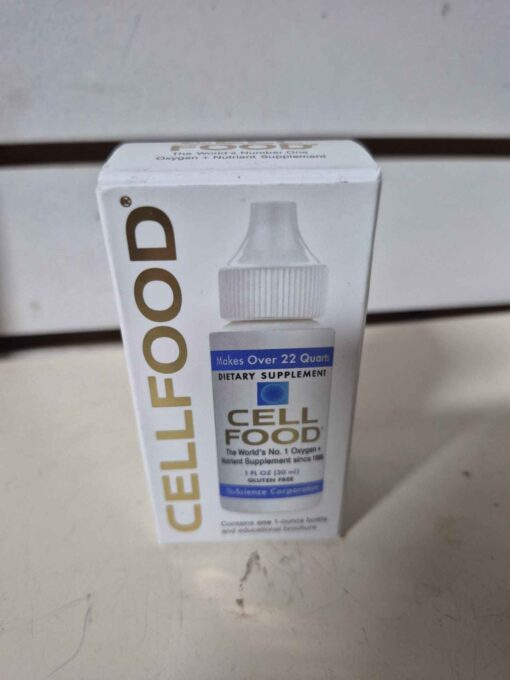 FOOD®
The World's Number One
Oxygen + Nutrient Supplement
CELLFOOD®
Makes Over 22 Quarts
DIETARY SUPPLEMENT
CELL
FOOD®
The World's No. 1 Oxygen +
Nutrient Supplement since 1969
1 FL OZ (30 ml)
GLUTEN FREE
NuScience Corporation
Contains one 1-ounce bottle
and educational brochure